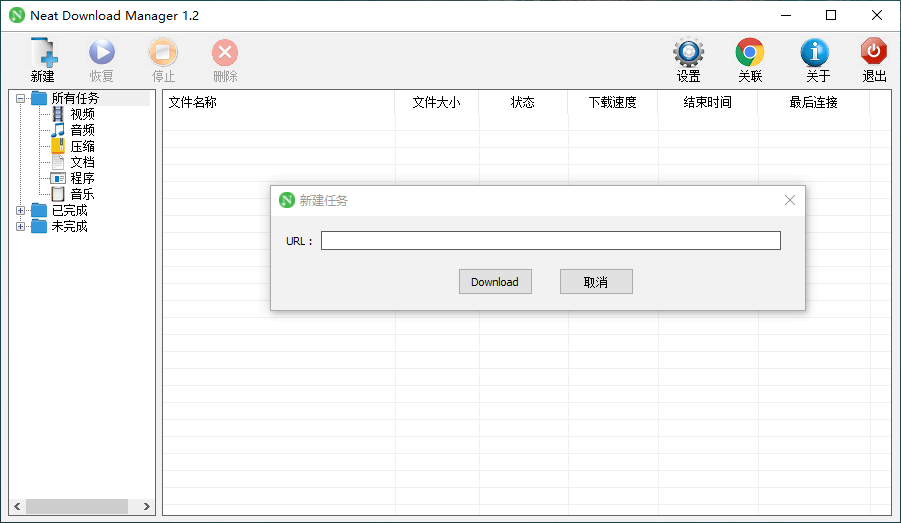 Neat Download Manager 1.2
新建 恢复 停止 删除 设置 关联 关于 退出
所有任务
视频
音频
压缩
文档
程序
音乐
已完成
未完成
文件名称 文件大小 状态 下载速度 结束时间 最后连接
新建任务
URL：
Download 取消